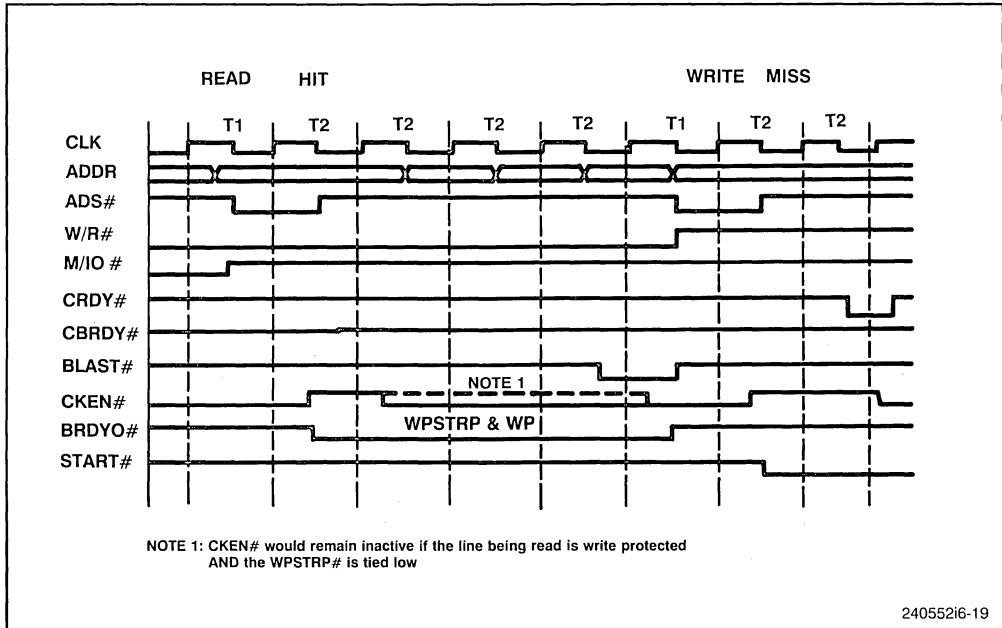 READ HIT WRITE MISS
T1 T2 T2 T2 T2 T1 T2 T2
CLK
ADDR
ADS#
W/R#
M/IO #
CRDY#
CBRDY#
BLAST#
NOTE 1
CKEN#
WPSTRP & WP
BRDYO#
START#
NOTE 1: CKEN# would remain inactive if the line being read is write protected
AND the WPSTRP# is tied low
240552i6-19